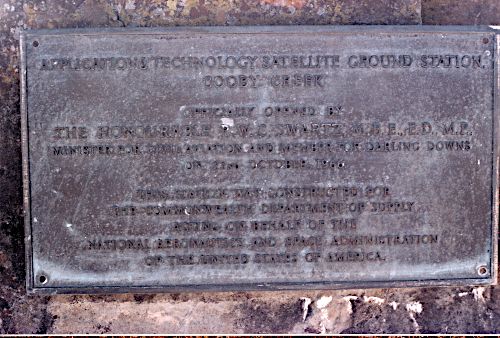 APPLICATIONS TECHNOLOGY SATELLITE GROUND STATION,
COOBY CREEK
OFFICIALLY OPENED BY
THE HONOURABLE R. W. C. SWARTZ, M.B.E., E.D., M.P.
MINISTER FOR CIVIL AVIATION AND MEMBER FOR DARLING DOWNS
ON OCTOBER
THIS STATION WAS CONSTRUCTED FOR
THE COMMONWEALTH DEPARTMENT OF SUPPLY
ACTING ON BEHALF OF THE
NATIONAL AERONAUTICS AND SPACE ADMINISTRATION
OF THE UNITED STATES OF AMERICA.